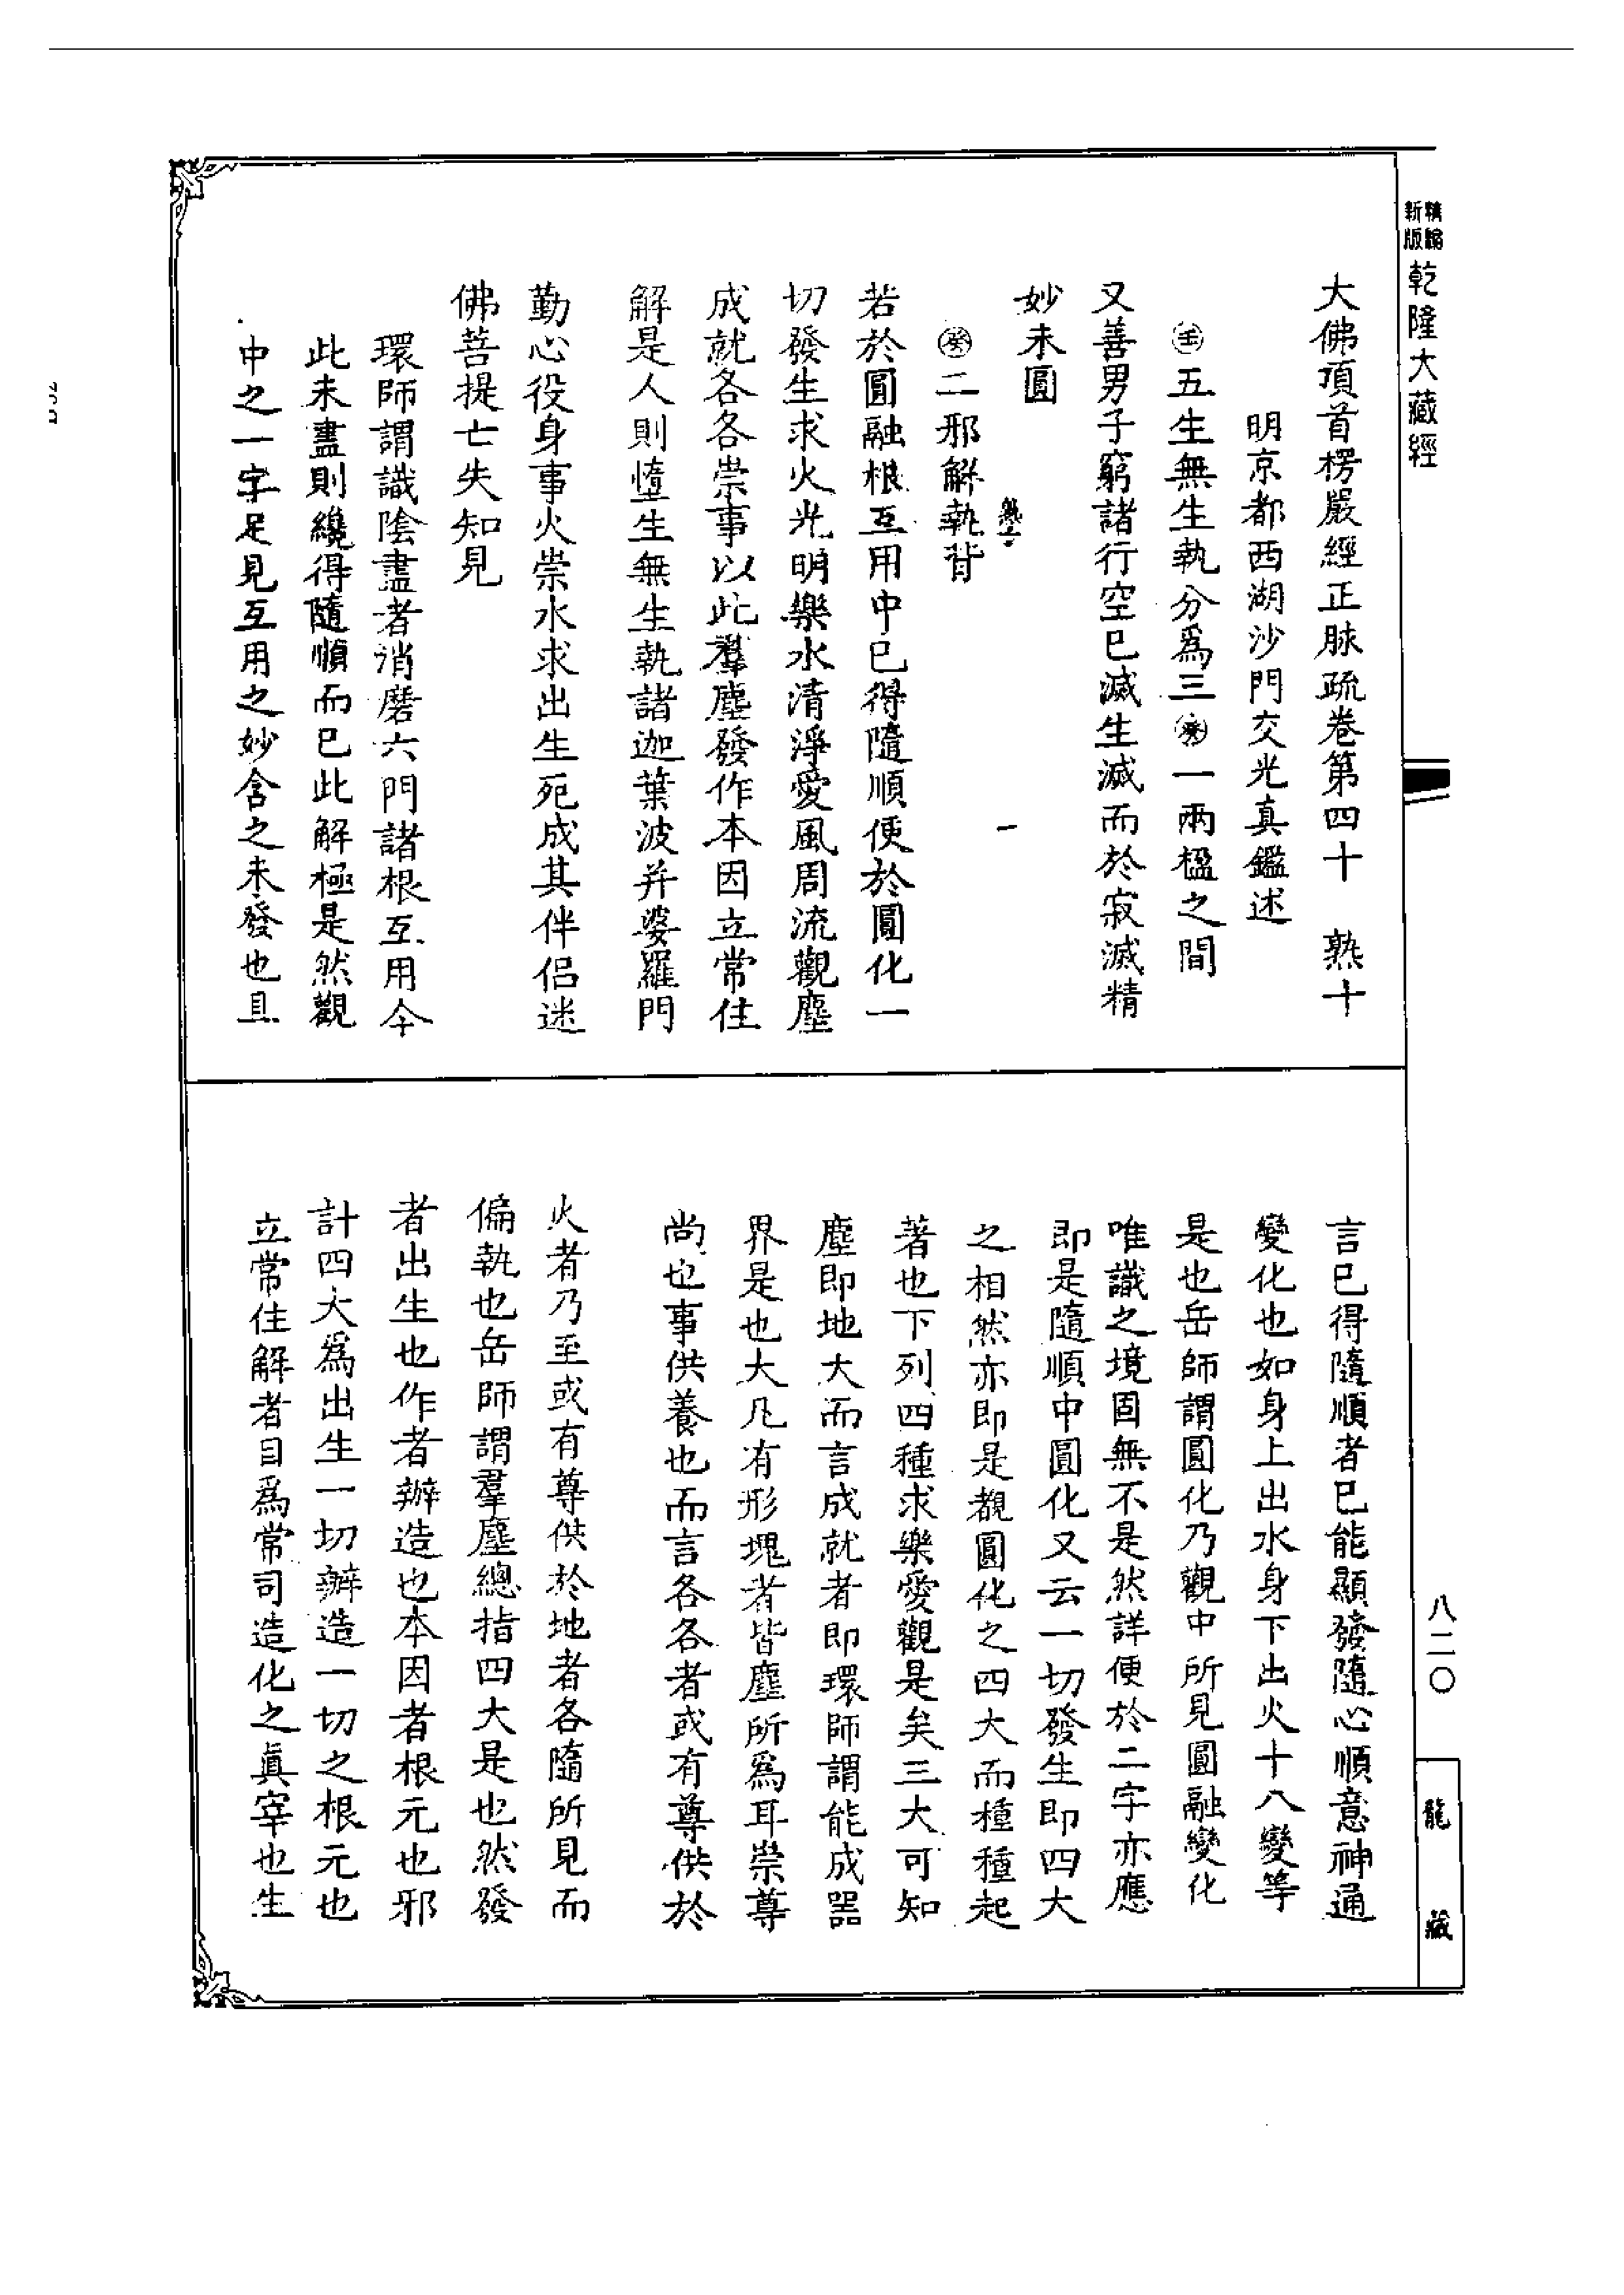 精縮
新版
乾隆大藏經
大佛頂首楞嚴經正脉疏卷第四十　熟十
明京都西湖沙門交光真鑑述
㊂五生無生執分爲三㊂一兩楹之間
又善男子窮諸行空已滅生滅而於寂滅精
妙未圓
熟十　一
二邪解執背
若於圓融根互用中已得隨順便於圓化一
切發生求火光明樂水清淨愛風周流觀塵
成就各各崇事以此羣塵發作本因立常住
解是人則墮生無生執諸迦葉波并婆羅門
勤心役身事火崇水求出生死成其伴侣迷
佛菩提亡失知見
環師謂識陰盡者消磨六門諸根互用今
此未盡則纔得隨順而已此解極是然觀
中之一字足見互用之妙含之未發也且
言已得隨順者已能顯發隨心順意神通
變化也如身上出水身下出火十八變等
是也岳師謂圓化乃觀中所見圓融變化
唯識之境固無不是然詳便於二字亦應
即是隨順中圓化又云一切發生即四大
之相然亦即是覩圓化之四大而種種起
著也下列四種求樂愛觀是矣三大可知
塵即地大而言成就者即環師謂能成器
界是也大凡有形塊者皆塵所爲耳崇尊
尚也事供養也而言各各者或有尊供於
火者乃至或有尊供於地者各隨所見而
偏執也岳師謂羣塵總指四大是也然發
者出生也作者辦造也本因者根元也邪
計四大爲出生一切辦造一切之根元也
立常住解者目爲常司造化之真宰也生
八二〇
龍藏